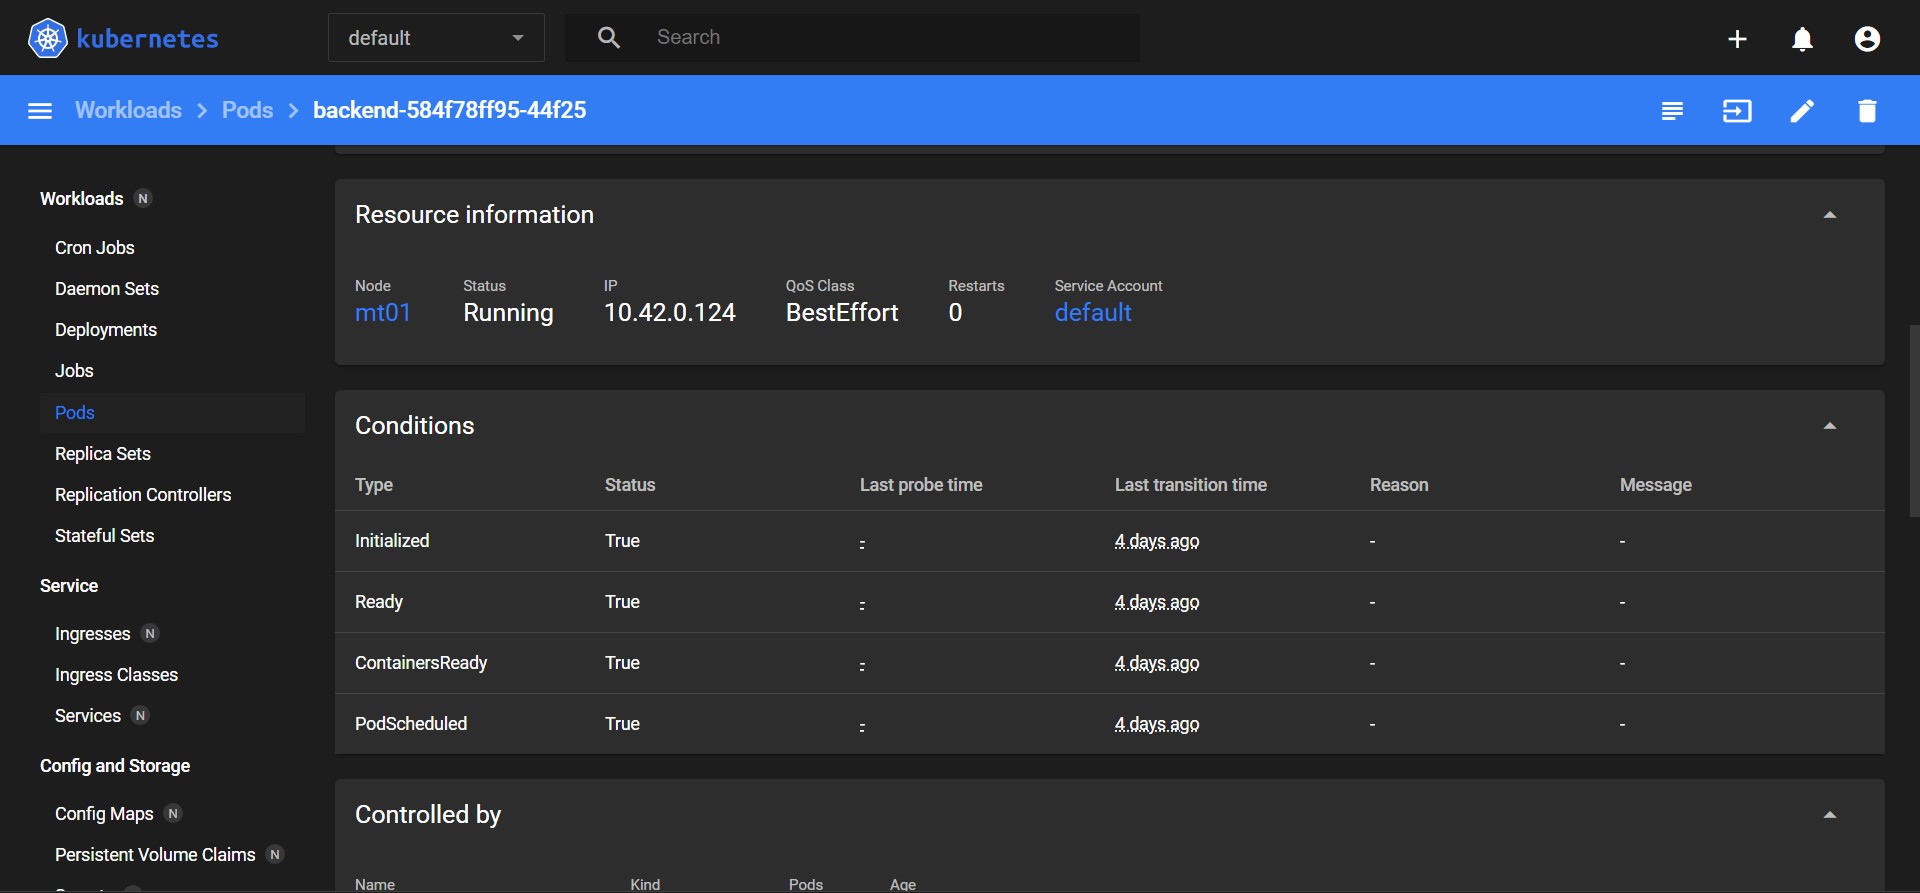 kubernetes
default
Search
Workloads > Pods > backend-584f78ff95-44f25
Workloads N
Cron Jobs
Daemon Sets
Deployments
Jobs
Pods
Replica Sets
Replication Controllers
Stateful Sets
Service
Ingresses N
Ingress Classes
Services N
Config and Storage
Config Maps N
Persistent Volume Claims N
Resource information
Node Status IP QoS Class Restarts Service Account
mt01 Running 10.42.0.124 BestEffort 0 default
Conditions
Type Status Last probe time Last transition time Reason Message
Initialized True - 4 days ago - -
Ready True - 4 days ago - -
ContainersReady True - 4 days ago - -
PodScheduled True - 4 days ago - -
Controlled by
Name Kind Pods Age